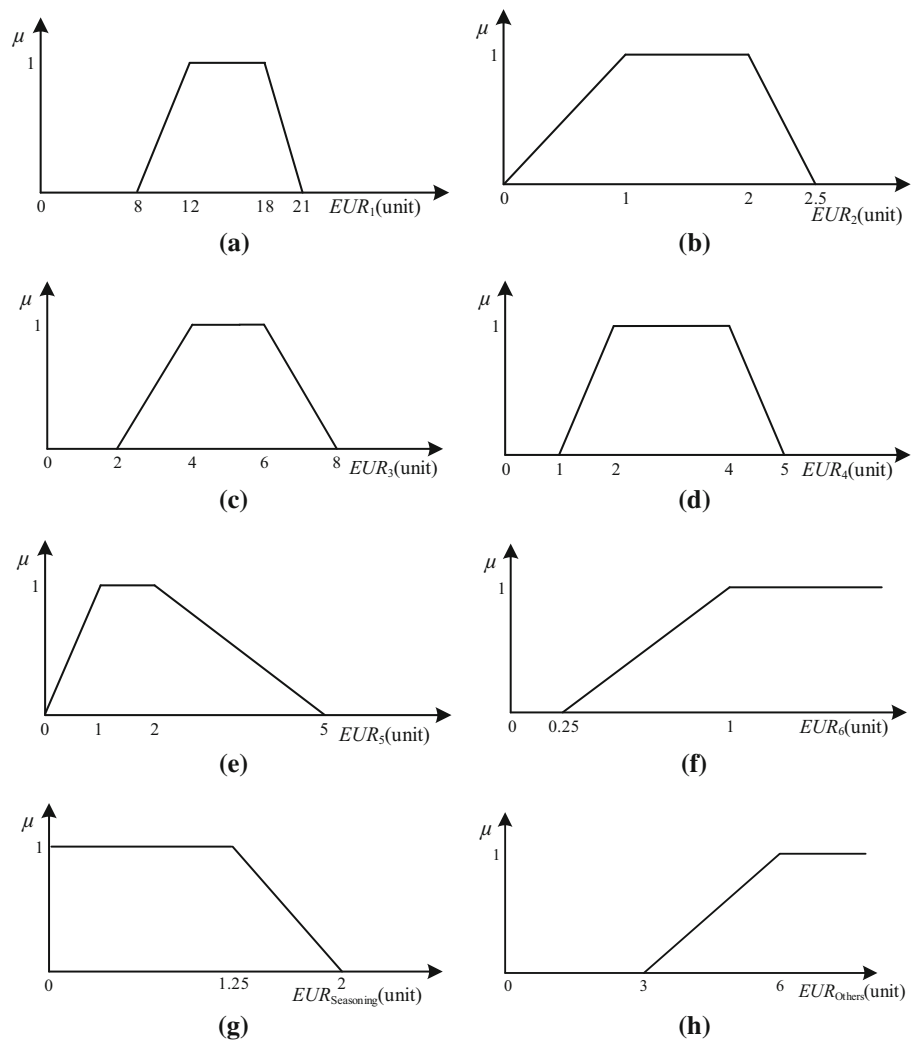 μ
1
0 8 12 18 21 EUR₁(unit)
(a)
μ
1
0 1 2 2.5
EUR₂(unit)
(b)
μ
1
0 2 4 6 8 EUR₃(unit)
(c)
μ
1
0 1 2 4 5 EUR₄(unit)
(d)
μ
1
0 1 2 5 EUR₅(unit)
(e)
μ
1
0 0.25 1 EUR₆(unit)
(f)
μ
1
0 1.25 2
EUR_Seasoning(unit)
(g)
μ
1
0 3 6 EUR_Others(unit)
(h)